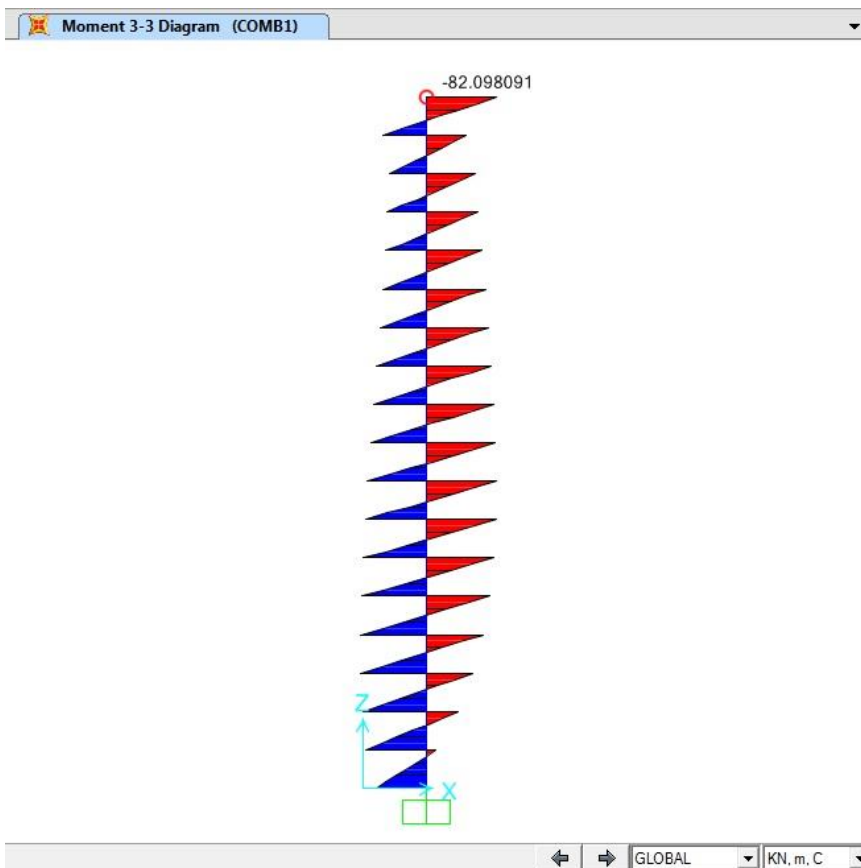 Moment 3-3 Diagram (COMB1)
-82.098091
Z
X
GLOBAL
KN, m, C